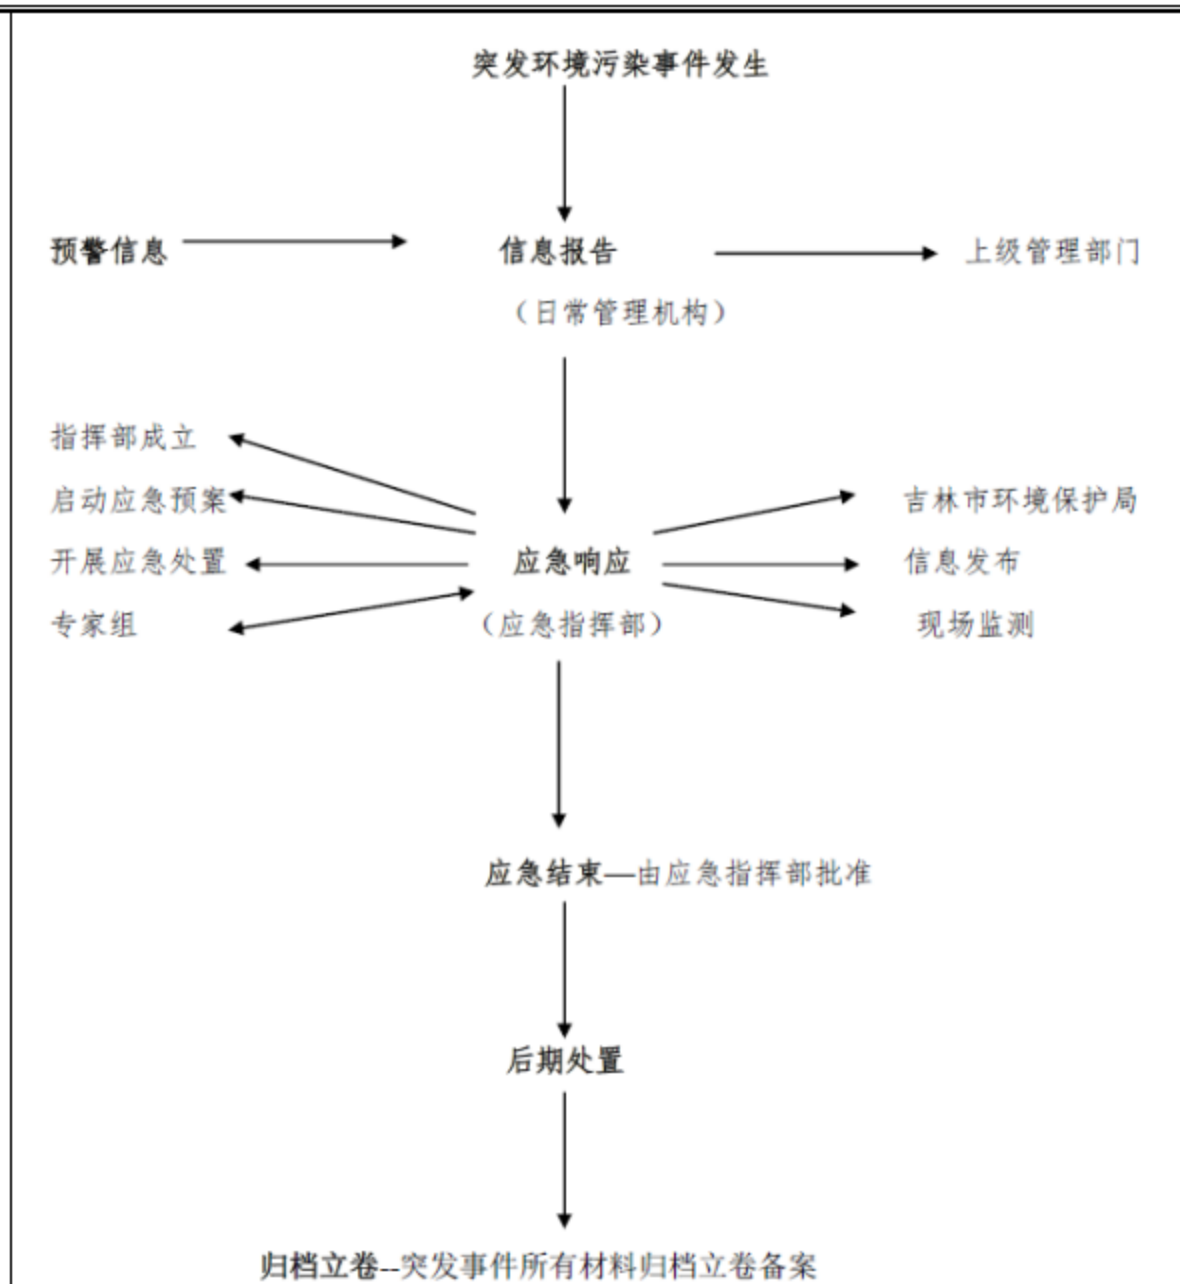 突发环境污染事件发生
预警信息 信息报告 上级管理部门
（日常管理机构）
指挥部成立
启动应急预案 吉林市环境保护局
开展应急处置 应急响应 信息发布
专家组 （应急指挥部） 现场监测
应急结束—由应急指挥部批准
后期处置
归档立卷--突发事件所有材料归档立卷备案